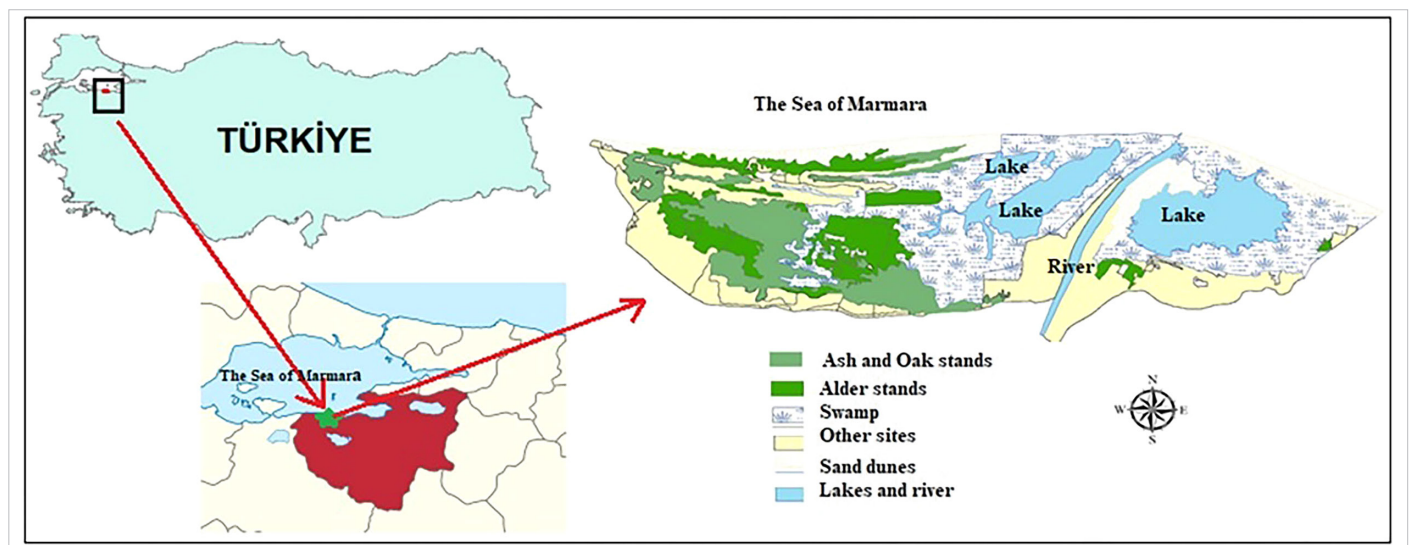 TÜRKİYE
The Sea of Marmara
The Sea of Marmara
Lake
Lake
Lake
River
Ash and Oak stands
Alder stands
Swamp
Other sites
Sand dunes
Lakes and river
N
W
E
S